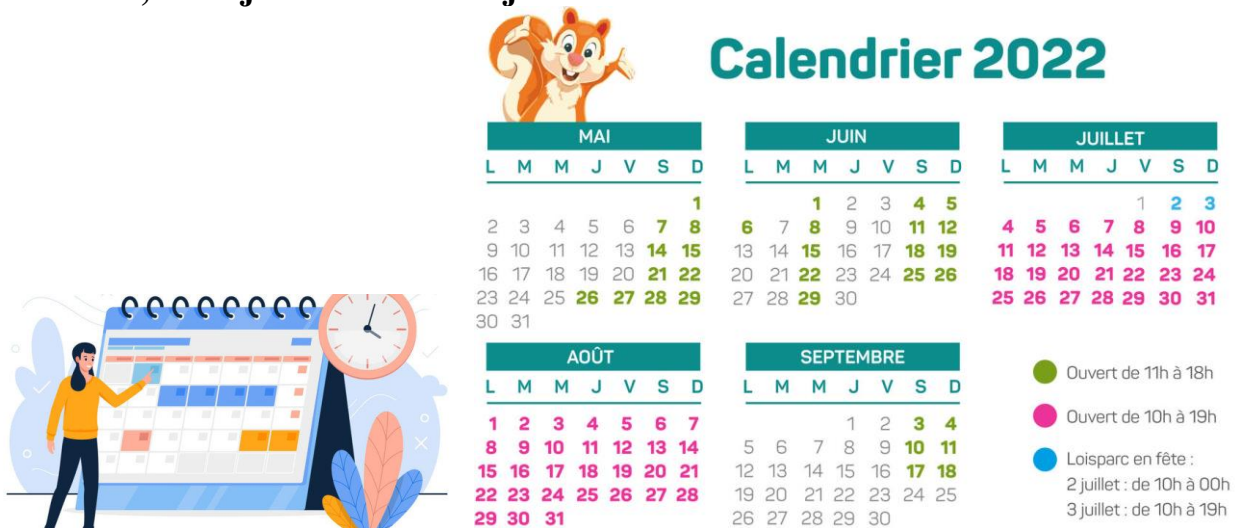 Calendrier 2022
MAI
L M M J V S D
1
2 3 4 5 6 7 8
9 10 11 12 13 14 15
16 17 18 19 20 21 22
23 24 25 26 27 28 29
30 31
JUIN
L M M J V S D
1 2 3 4 5
6 7 8 9 10 11 12
13 14 15 16 17 18 19
20 21 22 23 24 25 26
27 28 29 30
JUILLET
L M M J V S D
1 2 3
4 5 6 7 8 9 10
11 12 13 14 15 16 17
18 19 20 21 22 23 24
25 26 27 28 29 30 31
AOÛT
L M M J V S D
1 2 3 4 5 6 7
8 9 10 11 12 13 14
15 16 17 18 19 20 21
22 23 24 25 26 27 28
29 30 31
SEPTEMBRE
L M M J V S D
1 2 3 4
5 6 7 8 9 10 11
12 13 14 15 16 17 18
19 20 21 22 23 24 25
26 27 28 29 30
Ouvert de 11h à 18h
Ouvert de 10h à 19h
Loisparc en fête :
2 juillet : de 10h à 00h
3 juillet : de 10h à 19h